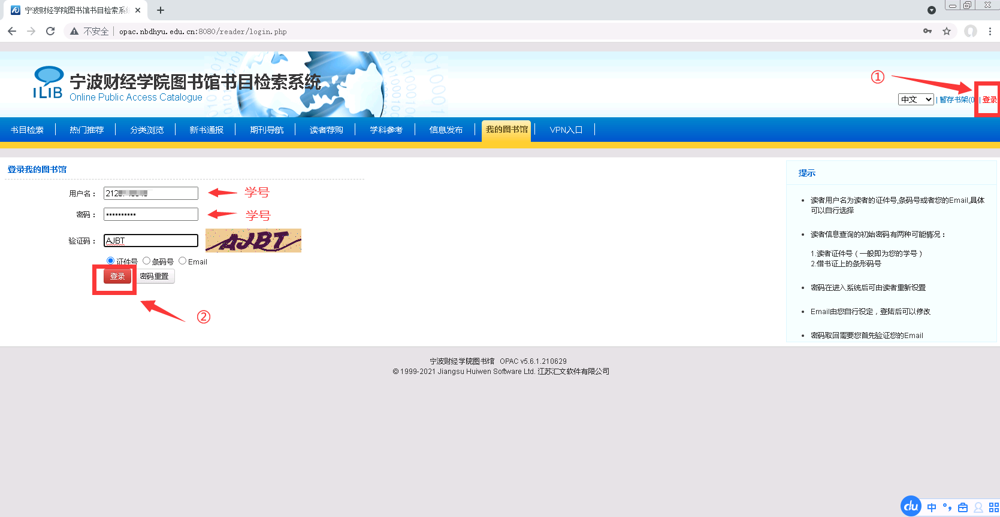 宁波财经学院图书馆书目检索系统
不安全 opac.nbdhyu.edu.cn:8080/reader/login.php
ILIB
宁波财经学院图书馆书目检索系统
Online Public Access Catalogue
①
中文 | 暂存书架(0 | 登录
书目检索 热门推荐 分类浏览 新书通报 期刊导航 读者荐购 学科参考 信息发布 我的图书馆 VPN入口
登录我的图书馆
用户名: 学号
密码: •••••••••• 学号
验证码: AJBT AJBT
证件号 条码号 Email
登录 密码重置
②
提示
• 读者用户名为读者的证件号,条码号或者您的Email,具体
可以自行选择
• 读者信息查询的初始密码有两种可能情况:
1.读者证件号(一般即为您的学号)
2.借书证上的条形码号
• 密码在进入系统后可由读者重新设置
• Email由您自行设定,登陆后可以修改
• 密码取回需要您首先验证您的Email
宁波财经学院图书馆 OPAC v5.6.1.210629
© 1999-2021 Jiangsu Huiwen Software Ltd. 江苏汇文软件有限公司
du 中